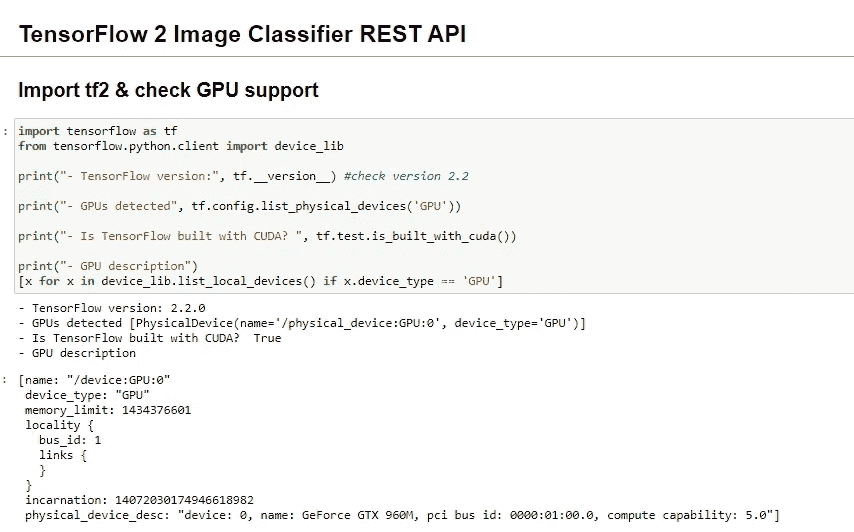 TensorFlow 2 Image Classifier REST API
Import tf2 & check GPU support
: import tensorflow as tf
from tensorflow.python.client import device_lib
print("- TensorFlow version:", tf.__version__) #check version 2.2
print("- GPUs detected", tf.config.list_physical_devices('GPU'))
print("- Is TensorFlow built with CUDA? ", tf.test.is_built_with_cuda())
print("- GPU description")
[x for x in device_lib.list_local_devices() if x.device_type == 'GPU']
- TensorFlow version: 2.2.0
- GPUs detected [PhysicalDevice(name='/physical_device:GPU:0', device_type='GPU')]
- Is TensorFlow built with CUDA?  True
- GPU description
: [name: "/device:GPU:0"
device_type: "GPU"
memory_limit: 1434376601
locality {
bus_id: 1
links {
}
}
incarnation: 14072030174946618982
physical_device_desc: "device: 0, name: GeForce GTX 960M, pci bus id: 0000:01:00.0, compute capability: 5.0"]